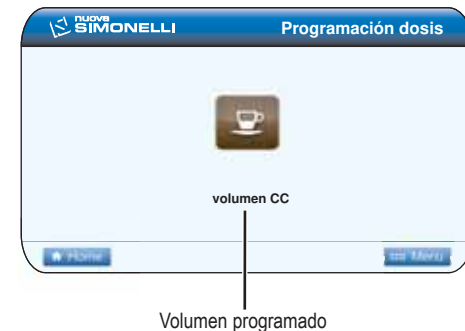 nuova
SIMONELLI
Programación dosis
volumen CC
Home
Menu
Volumen programado